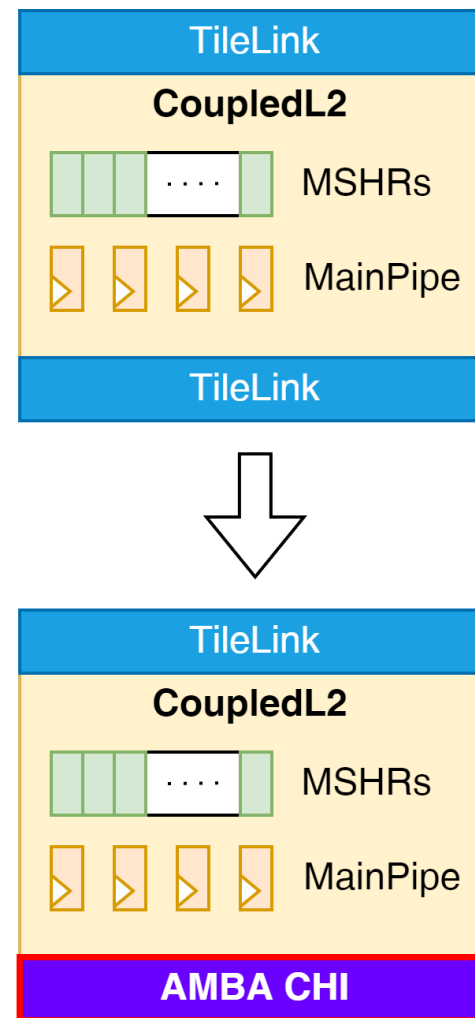 TileLink
CoupledL2
.... MSHRs
MainPipe
TileLink
TileLink
CoupledL2
.... MSHRs
MainPipe
AMBA CHI